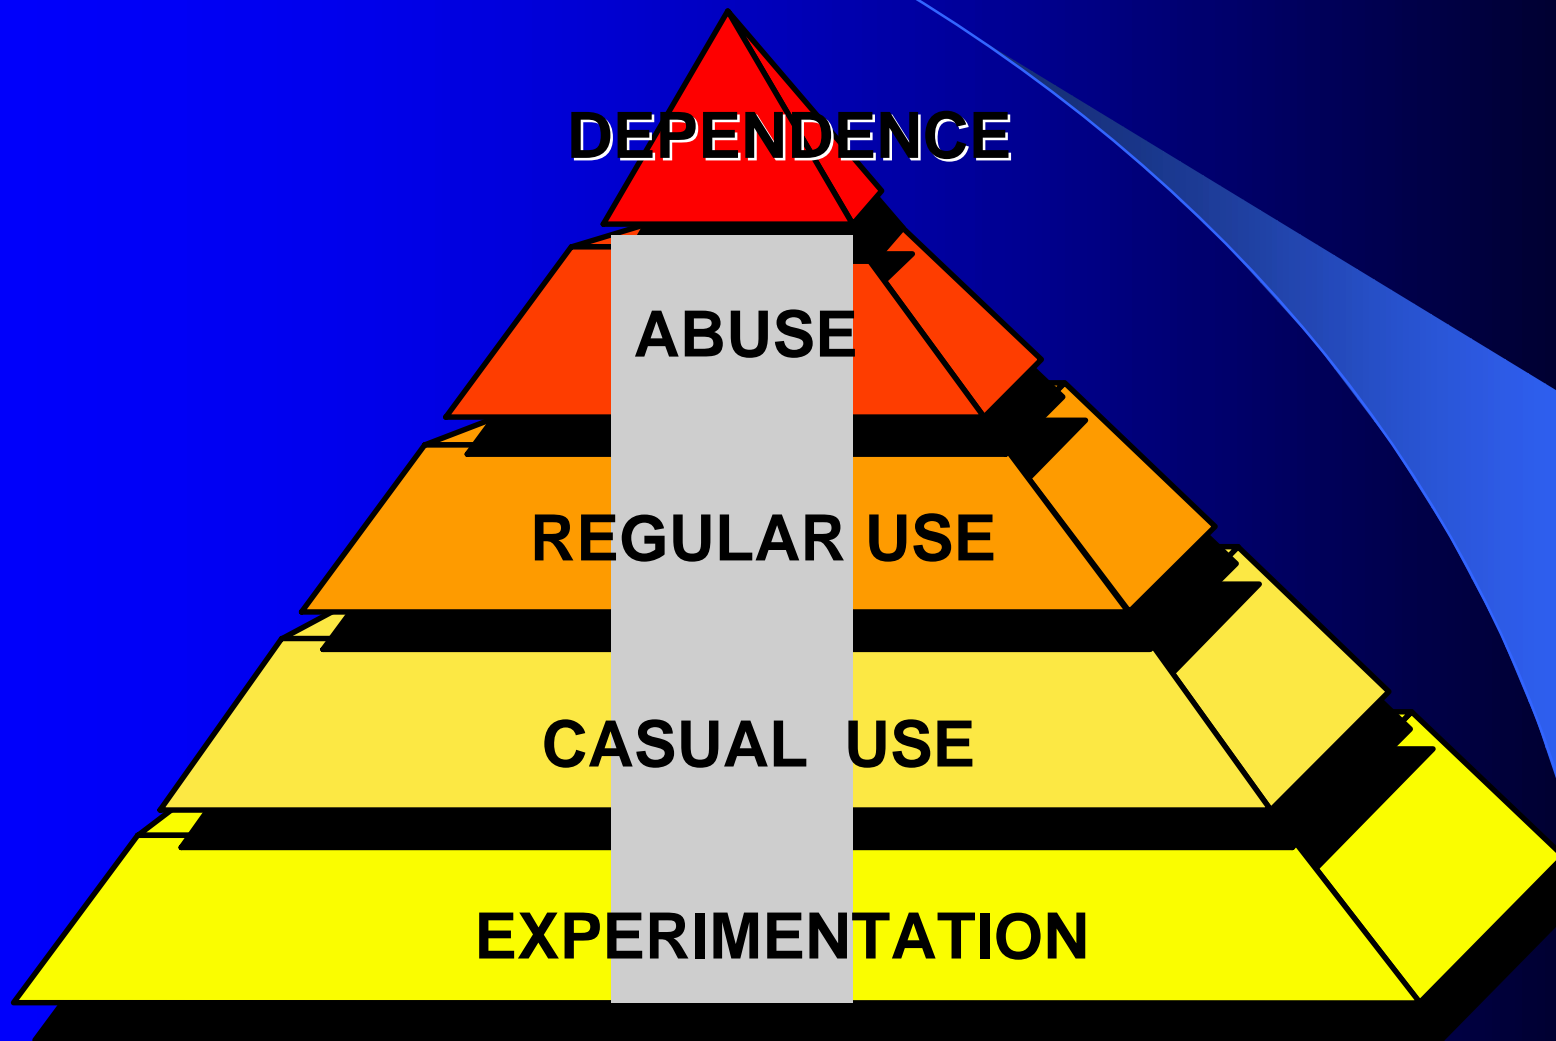 DEPENDENCE
ABUSE
REGULAR USE
CASUAL USE
EXPERIMENTATION